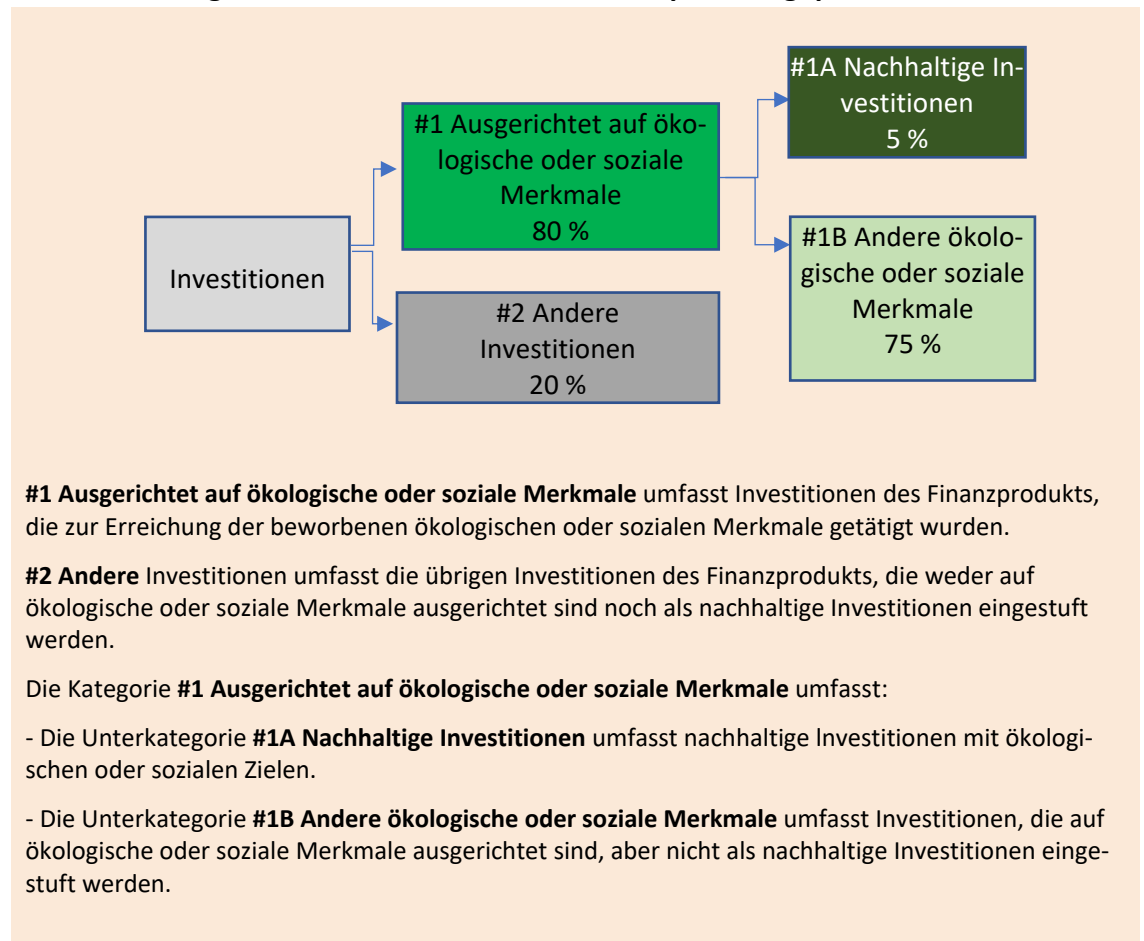 #1A Nachhaltige In-
vestitionen
5 %
#1 Ausgerichtet auf öko-
logische oder soziale
Merkmale
80 %
#1B Andere ökolo-
gische oder soziale
Merkmale
75 %
Investitionen
#2 Andere
Investitionen
20 %
#1 Ausgerichtet auf ökologische oder soziale Merkmale umfasst Investitionen des Finanzprodukts,
die zur Erreichung der beworbenen ökologischen oder sozialen Merkmale getätigt wurden.
#2 Andere Investitionen umfasst die übrigen Investitionen des Finanzprodukts, die weder auf
ökologische oder soziale Merkmale ausgerichtet sind noch als nachhaltige Investitionen eingestuft
werden.
Die Kategorie #1 Ausgerichtet auf ökologische oder soziale Merkmale umfasst:
- Die Unterkategorie #1A Nachhaltige Investitionen umfasst nachhaltige Investitionen mit ökologi-
schen oder sozialen Zielen.
- Die Unterkategorie #1B Andere ökologische oder soziale Merkmale umfasst Investitionen, die auf
ökologische oder soziale Merkmale ausgerichtet sind, aber nicht als nachhaltige Investitionen einge-
stuft werden.